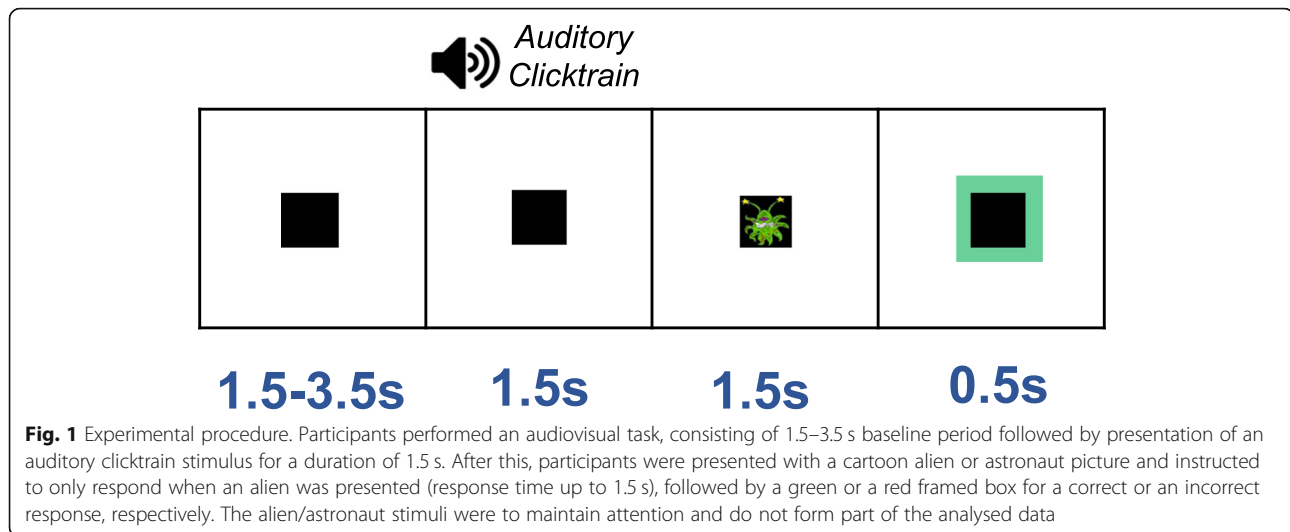 Auditory
Clicktrain
1.5-3.5s 1.5s 1.5s 0.5s
Fig. 1 Experimental procedure. Participants performed an audiovisual task, consisting of 1.5–3.5 s baseline period followed by presentation of an
auditory clicktrain stimulus for a duration of 1.5 s. After this, participants were presented with a cartoon alien or astronaut picture and instructed
to only respond when an alien was presented (response time up to 1.5 s), followed by a green or a red framed box for a correct or an incorrect
response, respectively. The alien/astronaut stimuli were to maintain attention and do not form part of the analysed data